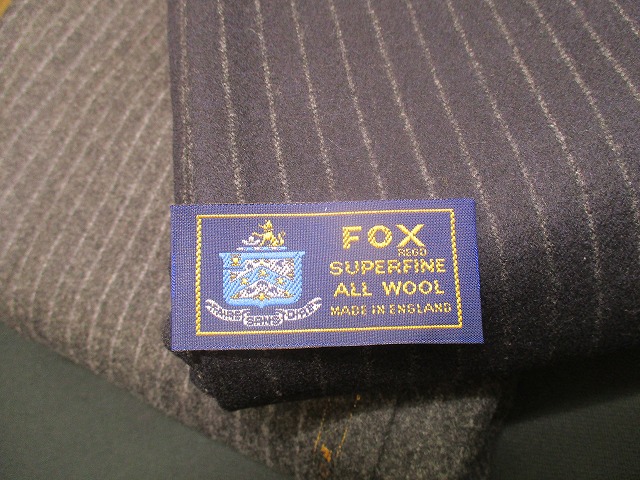 FOX
REGD
SUPERFINE
ALL WOOL
MADE IN ENGLAND
FAIRE SANS DIRE